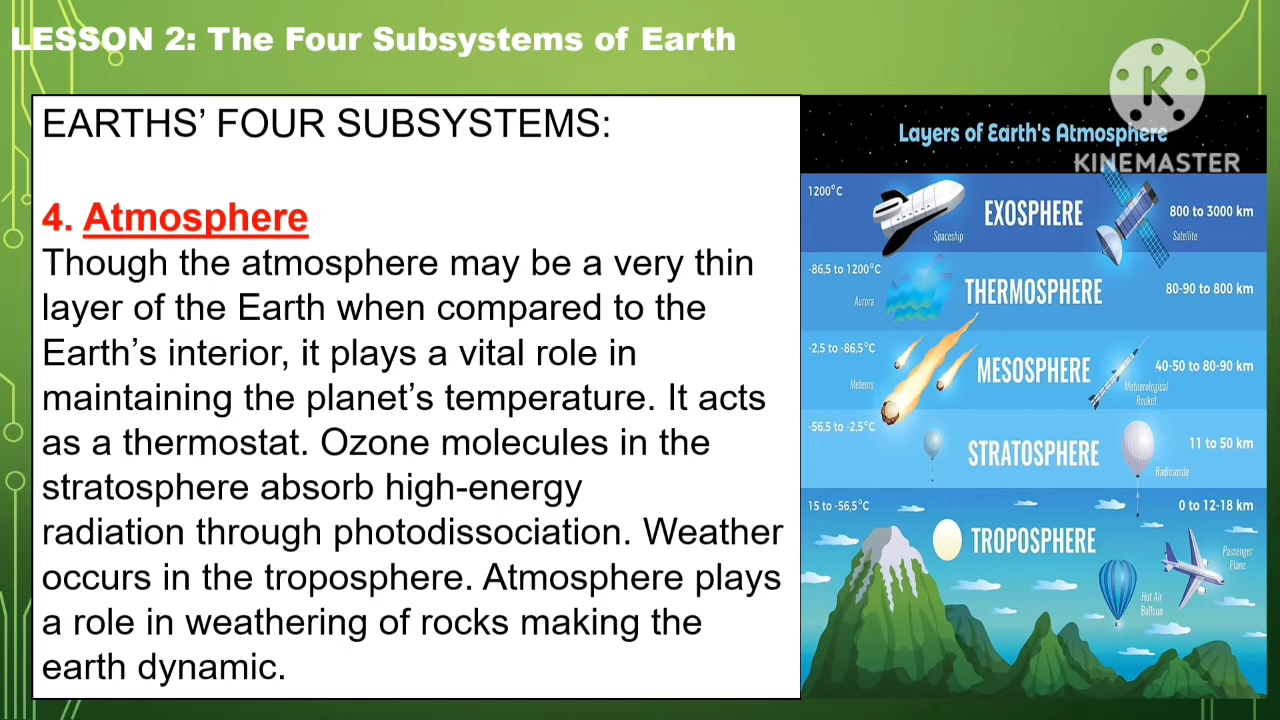 LESSON 2: The Four Subsystems of Earth
EARTHS’ FOUR SUBSYSTEMS:
4. Atmosphere
Though the atmosphere may be a very thin
layer of the Earth when compared to the
Earth’s interior, it plays a vital role in
maintaining the planet’s temperature. It acts
as a thermostat. Ozone molecules in the
stratosphere absorb high-energy
radiation through photodissociation. Weather
occurs in the troposphere. Atmosphere plays
a role in weathering of rocks making the
earth dynamic.
K
KINEMASTER
Layers of Earth's Atmosphere
1200°C
EXOSPHERE
800 to 3000 km
Spaceship
Satellite
-86,5 to 1200°C
THERMOSPHERE
80-90 to 800 km
Aurora
-2,5 to -86.5°C
MESOSPHERE
40-50 to 80-90 km
Meteors
Meteorological
Rocket
-56,5 to -2,5°C
STRATOSPHERE
11 to 50 km
Radiosonde
15 to -56,5°C
0 to 12-18 km
TROPOSPHERE
Passenger
Plane
Hot Air
Balloon